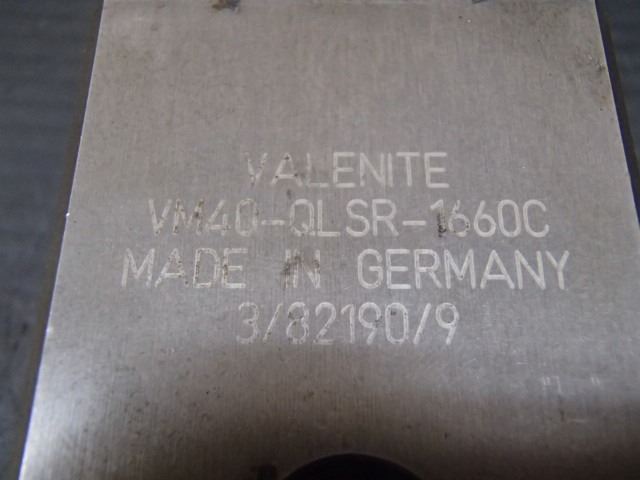 VALENITE
VM40-QLSR-1660C
MADE IN GERMANY
3/82190/9